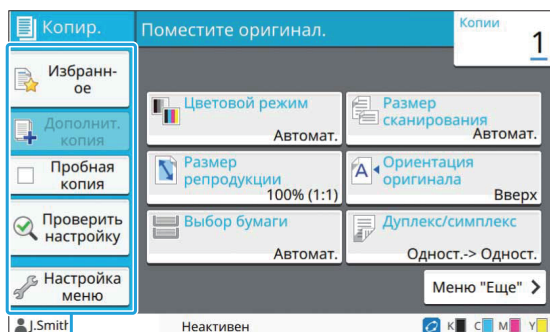 Копир.
Поместите оригинал.
Копии
1
Избранн-
ое
Дополнит.
копия
Пробная
копия
Проверить
настройку
Настройка
меню
Цветовой режим
Автомат.
Размер
сканирования
Автомат.
Размер
репродукции
100% (1:1)
Ориентация
оригинала
Вверх
Выбор бумаги
Автомат.
Дуплекс/симплекс
Одност.-> Одност.
Меню "Еще" >
J.Smith
Неактивен
K C M Y